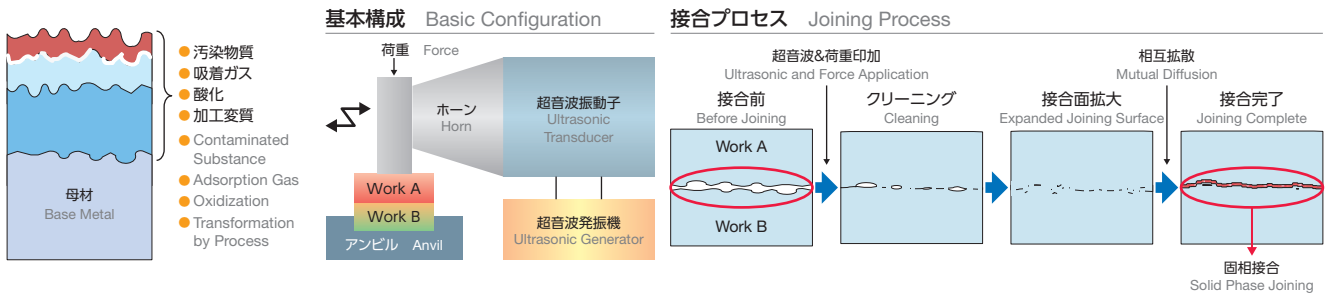 ● 汚染物質
● 吸着ガス
● 酸化
● 加工変質
● Contaminated
Substance
● Adsorption Gas
● Oxidization
● Transformation
by Process
母材
Base Metal
基本構成 Basic Configuration
荷重 Force
ホーン
Horn
超音波振動子
Ultrasonic
Transducer
Work A
Work B
アンビル Anvil
超音波発振機
Ultrasonic Generator
接合プロセス Joining Process
超音波&荷重印加
Ultrasonic and Force Application
相互拡散
Mutual Diffusion
接合前
Before Joining
クリーニング
Cleaning
接合面拡大
Expanded Joining Surface
接合完了
Joining Complete
Work A
Work B
固相接合
Solid Phase Joining